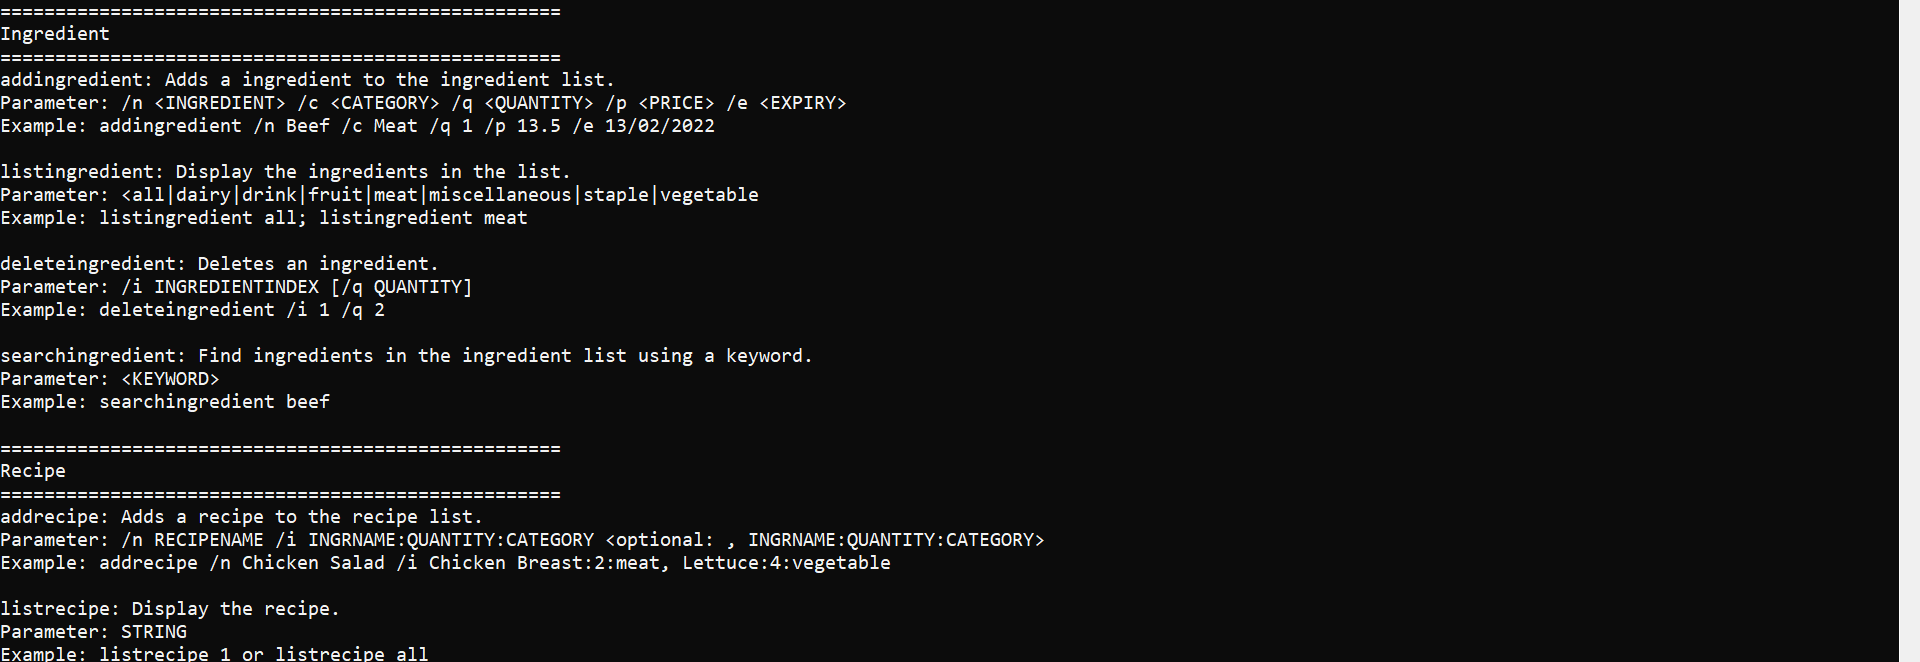 ===================================================
Ingredient
===================================================
addingredient: Adds a ingredient to the ingredient list.
Parameter: /n <INGREDIENT> /c <CATEGORY> /q <QUANTITY> /p <PRICE> /e <EXPIRY>
Example: addingredient /n Beef /c Meat /q 1 /p 13.5 /e 13/02/2022

listingredient: Display the ingredients in the list.
Parameter: <all|dairy|drink|fruit|meat|miscellaneous|staple|vegetable
Example: listingredient all; listingredient meat

deleteingredient: Deletes an ingredient.
Parameter: /i INGREDIENTINDEX [/q QUANTITY]
Example: deleteingredient /i 1 /q 2

searchingredient: Find ingredients in the ingredient list using a keyword.
Parameter: <KEYWORD>
Example: searchingredient beef

===================================================
Recipe
===================================================
addrecipe: Adds a recipe to the recipe list.
Parameter: /n RECIPENAME /i INGRNAME:QUANTITY:CATEGORY <optional: , INGRNAME:QUANTITY:CATEGORY>
Example: addrecipe /n Chicken Salad /i Chicken Breast:2:meat, Lettuce:4:vegetable

listrecipe: Display the recipe.
Parameter: STRING
Example: listrecipe 1 or listrecipe all